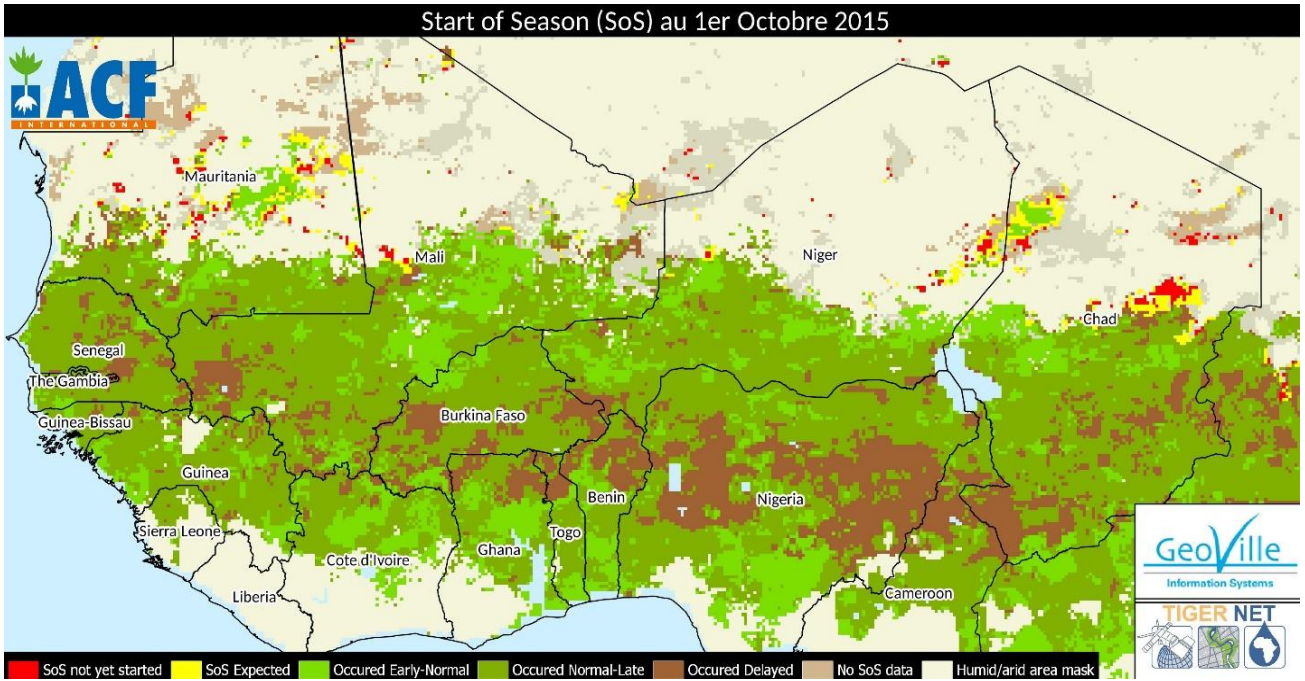 Start of Season (SoS) au 1er Octobre 2015
ACF
INTERNATIONAL
Mauritania
Mali
Niger
Chad
Senegal
The Gambia
Guinea-Bissau
Burkina Faso
Guinea
Benin
Nigeria
Sierra Leone
Togo
Ghana
Cote d'Ivoire
Liberia
Cameroon
GeoVille
Information Systems
TIGER NET
SoS not yet started
SoS Expected
Occured Early-Normal
Occured Normal-Late
Occured Delayed
No SoS data
Humid/arid area mask